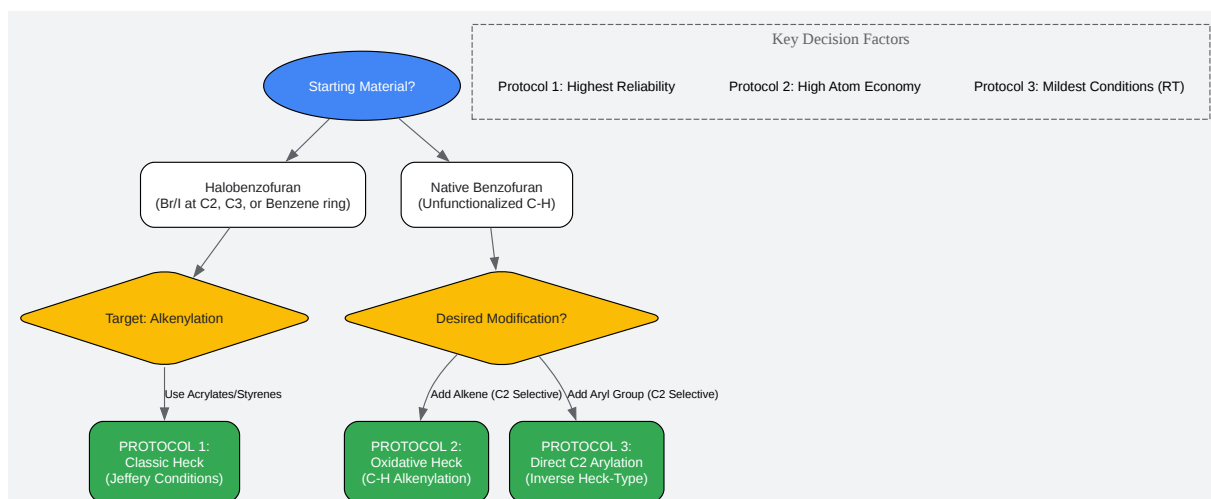 Key Decision Factors
Starting Material?
Protocol 1: Highest Reliability
Protocol 2: High Atom Economy
Protocol 3: Mildest Conditions (RT)
Halobenzofuran
(Br/I at C2, C3, or Benzene ring)
Native Benzofuran
(Unfunctionalized C-H)
Target: Alkenylation
Desired Modification?
Use Acrylates/Styrenes
Add Alkene (C2 Selective)
Add Aryl Group (C2 Selective)
PROTOCOL 1:
Classic Heck
(Jeffery Conditions)
PROTOCOL 2:
Oxidative Heck
(C-H Alkenylation)
PROTOCOL 3:
Direct C2 Arylation
(Inverse Heck-Type)